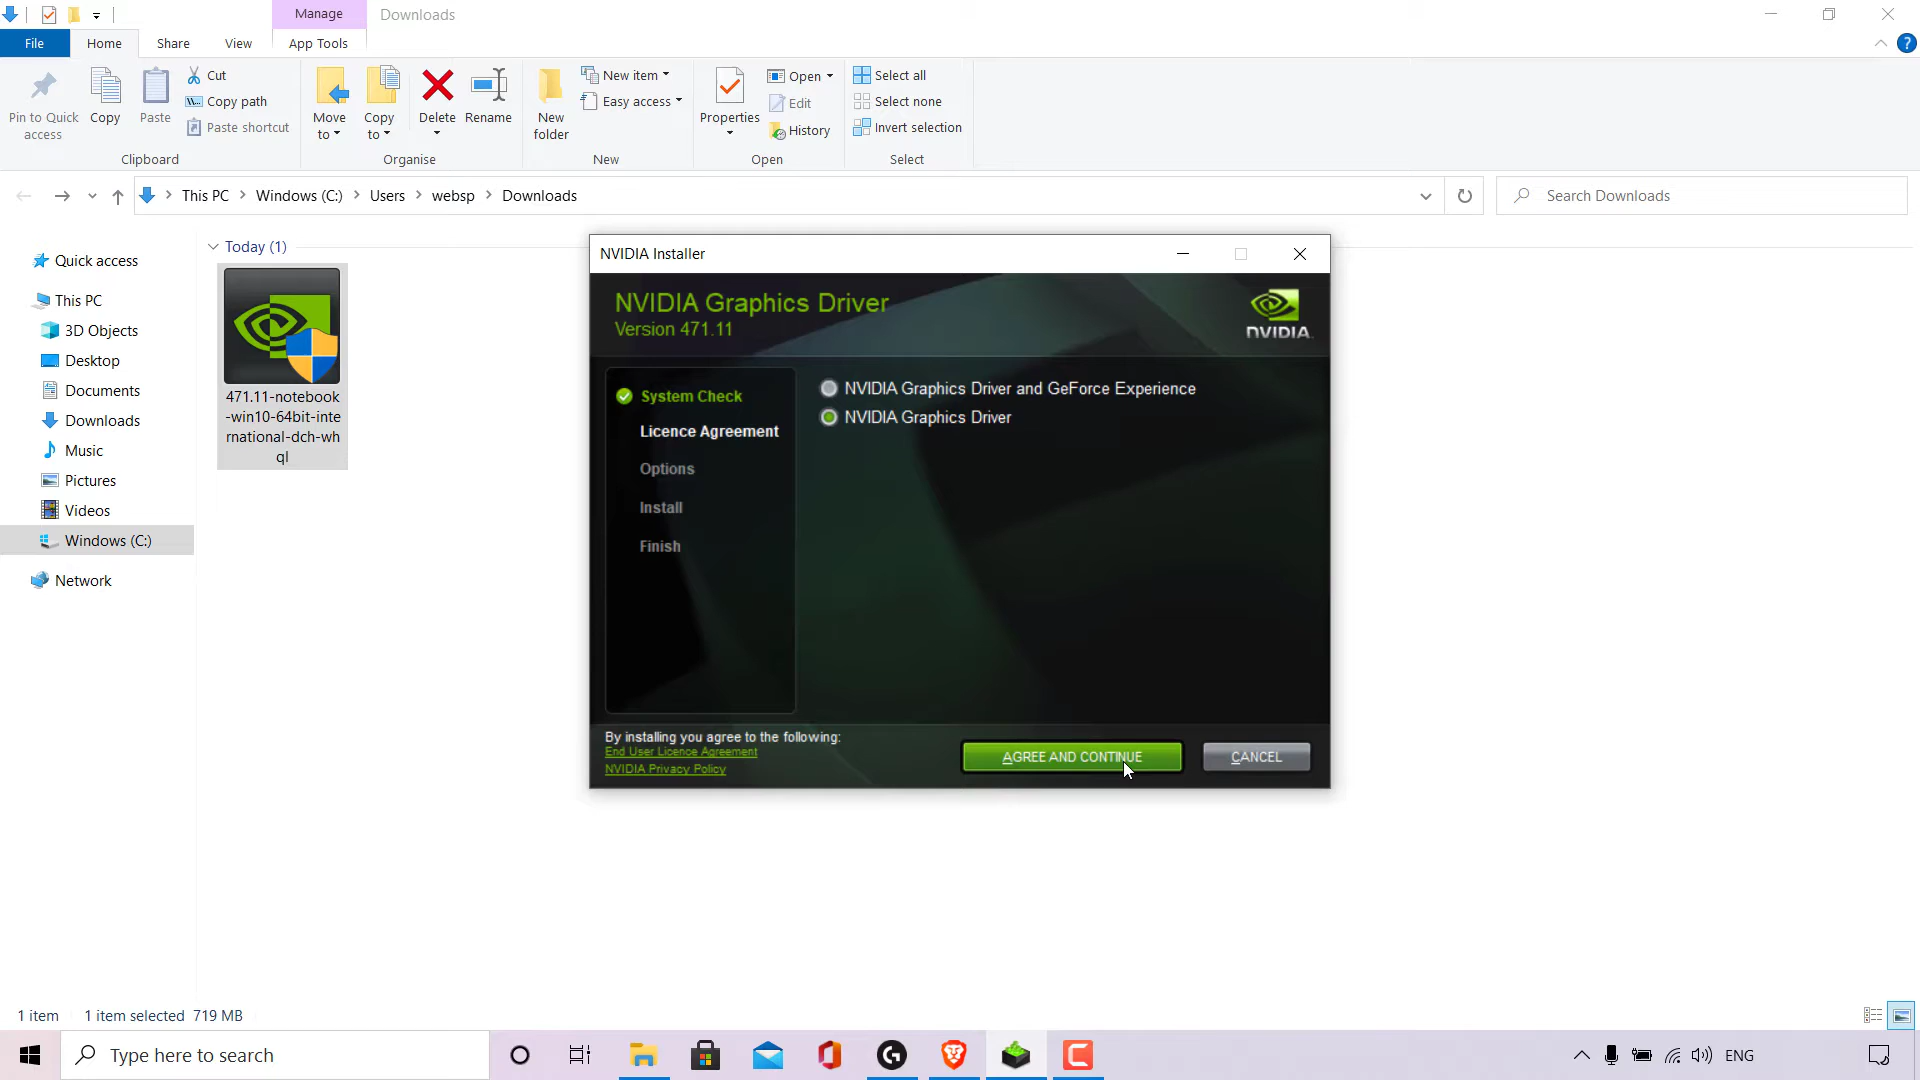 Manage
Downloads
File
Home
Share
View
App Tools
Pin to Quick
access
Copy
Paste
Cut
Copy path
Paste shortcut
Clipboard
Move
to
Copy
to
Delete
Rename
Organise
New
folder
New item
Easy access
New
Properties
Open
Edit
History
Open
Select all
Select none
Invert selection
Select
This PC
Windows (C:)
Users
websp
Downloads
Search Downloads
Quick access
This PC
3D Objects
Desktop
Documents
Downloads
Music
Pictures
Videos
Windows (C:)
Network
Today (1)
471.11-notebook
-win10-64bit-inte
rnational-dch-wh
ql
NVIDIA Installer
NVIDIA Graphics Driver
Version 471.11
NVIDIA
System Check
Licence Agreement
Options
Install
Finish
NVIDIA Graphics Driver and GeForce Experience
NVIDIA Graphics Driver
By installing you agree to the following:
End User Licence Agreement
NVIDIA Privacy Policy
AGREE AND CONTINUE
CANCEL
1 item
1 item selected 719 MB
Type here to search
ENG